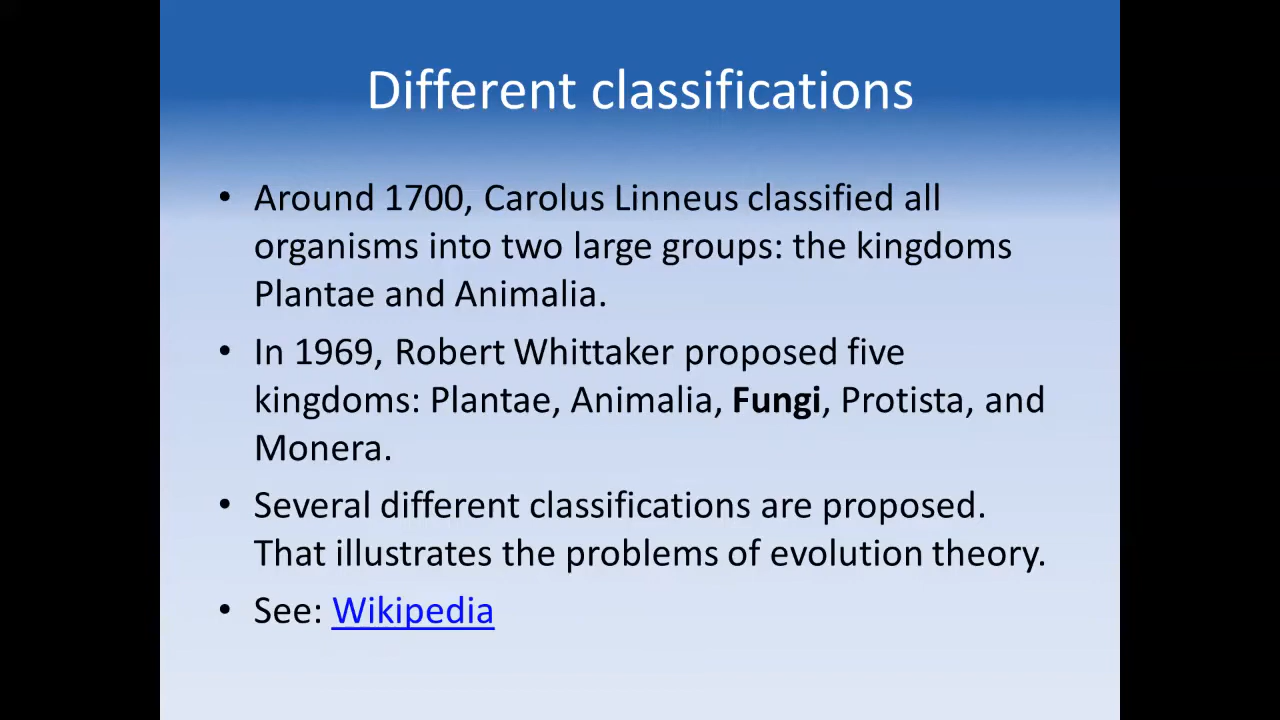 Different classifications
• Around 1700, Carolus Linneus classified all
organisms into two large groups: the kingdoms
Plantae and Animalia.
• In 1969, Robert Whittaker proposed five
kingdoms: Plantae, Animalia, Fungi, Protista, and
Monera.
• Several different classifications are proposed.
That illustrates the problems of evolution theory.
• See: Wikipedia